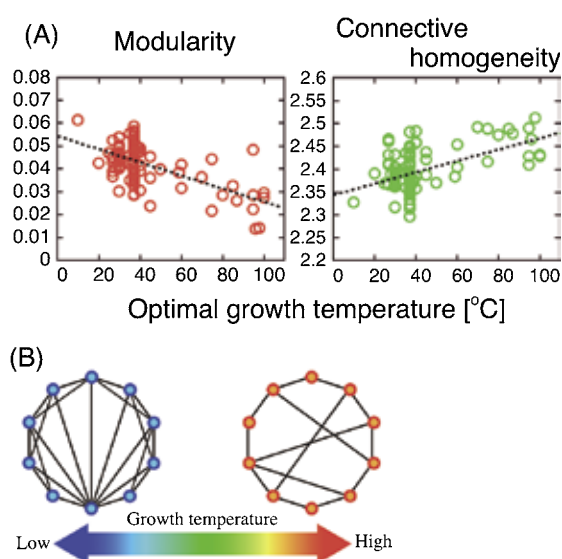 (A)
Modularity
Connective
homogeneity
0.08
0.07
0.06
0.05
0.04
0.03
0.02
0.01
0
0 20 40 60 80 100
2.6
2.55
2.5
2.45
2.4
2.35
2.3
2.25
2.2
0 20 40 60 80 100
Optimal growth temperature [°C]
(B)
Growth temperature
Low
High